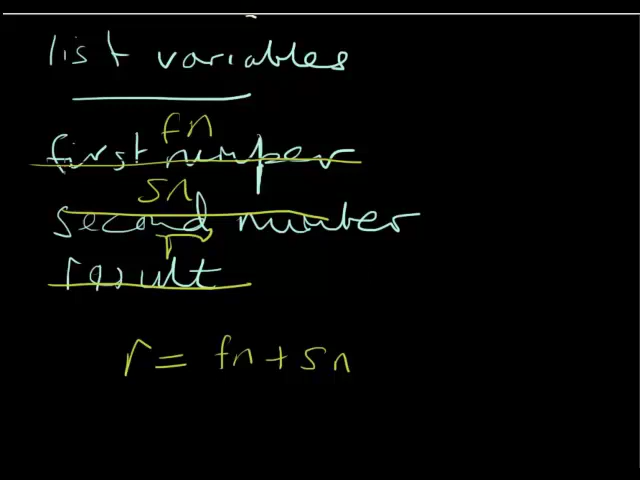 list variables
fn
first number
sn
second number
r
result
r = fn + sn